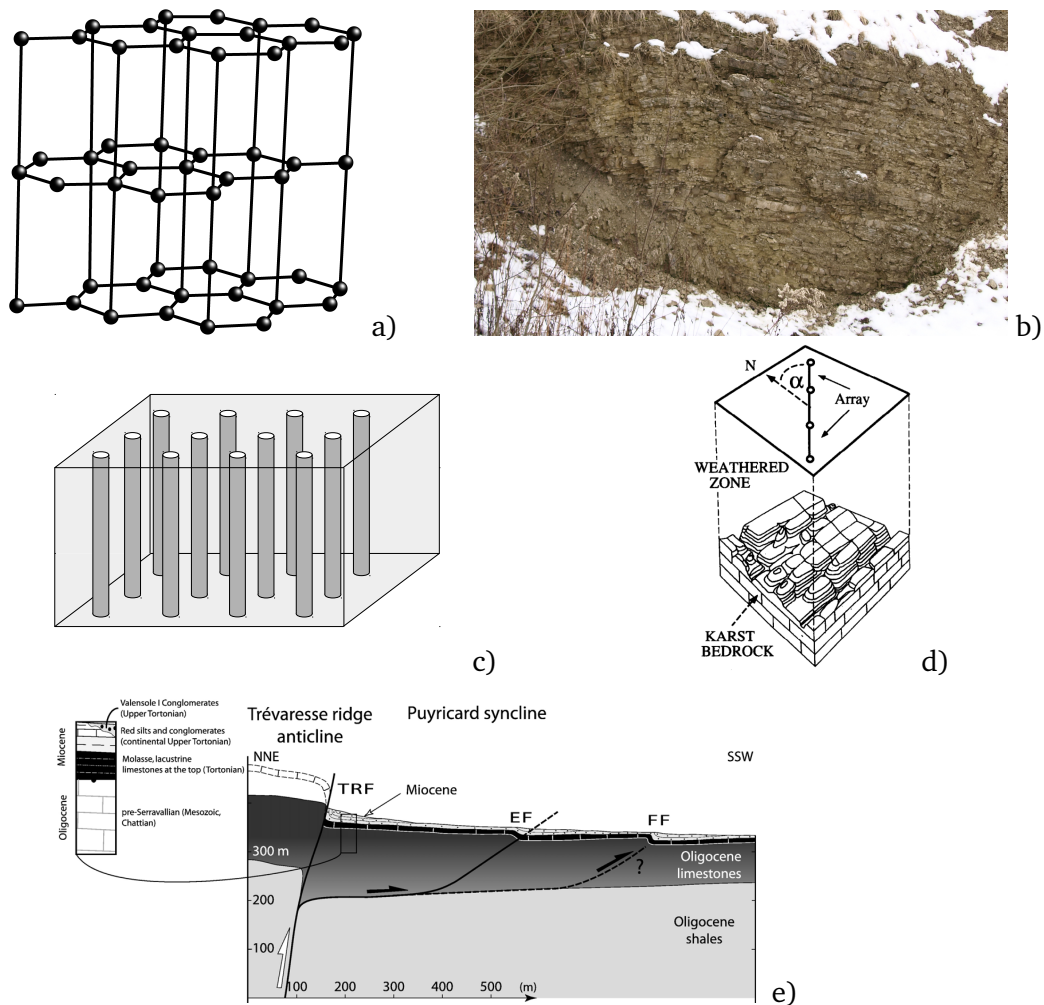 a)
b)
c)
N
α
Array
WEATHERED
ZONE
KARST
BEDROCK
d)
Miocene
Oligocene
Valensole I Conglomerates
(Upper Tortonian)
Red silts and conglomerates
(continental Upper Tortonian)
Molasse, lacustrine
limestones at the top (Tortonian)
pre-Serravallian (Mesozoic,
Chattian)
Trévaresse ridge
anticline
Puyricard syncline
NNE
SSW
TRF
Miocene
EF
FF
300 m
?
Oligocene
limestones
200
Oligocene
shales
100
100 200 300 400 500 (m)
e)